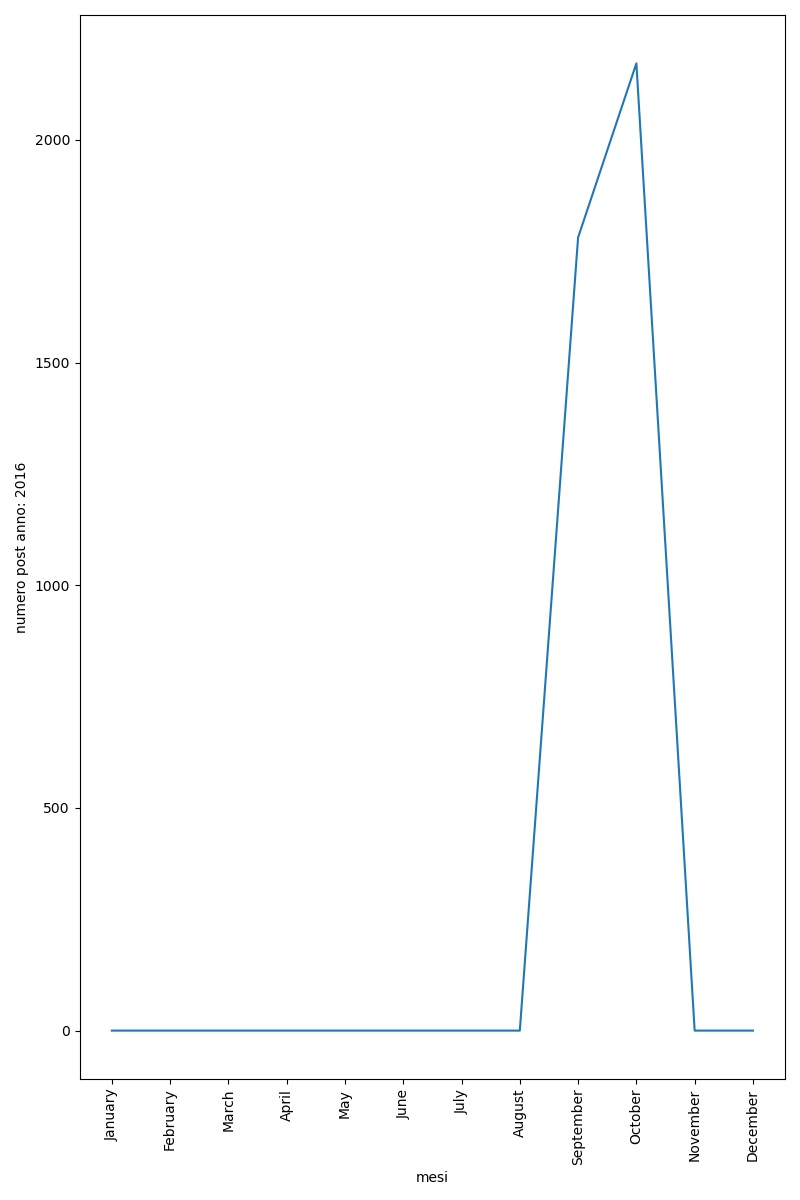 2000
1500
1000
500
0
numero post anno: 2016
January
February
March
April
May
June
July
August
September
October
November
December
mesi